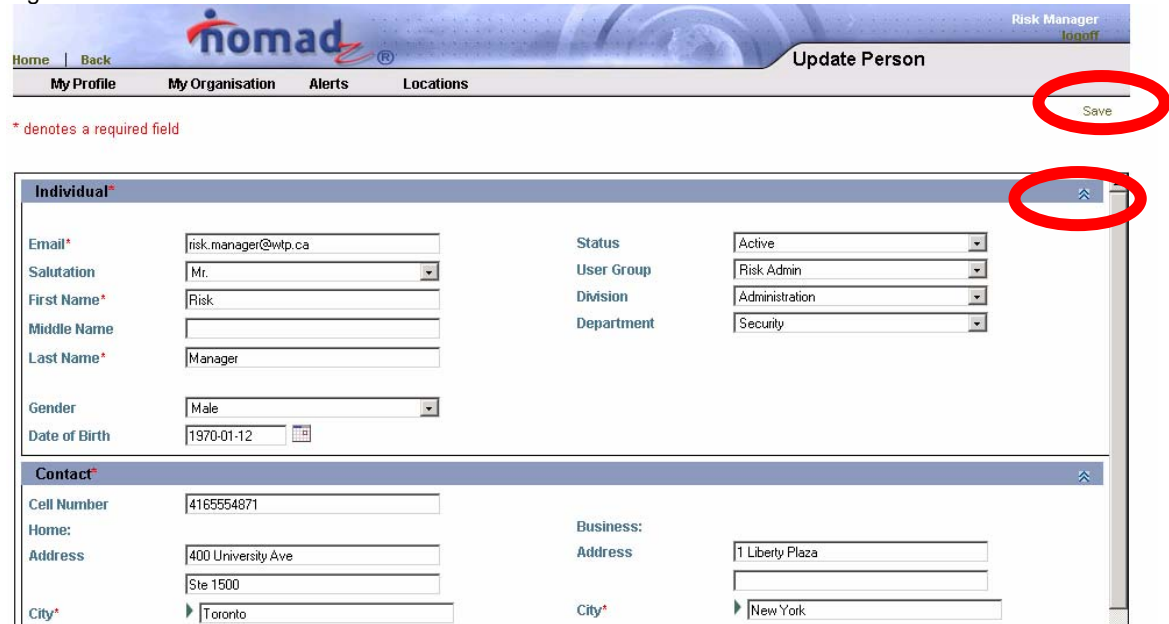 Risk Manager
nomadz ®
logoff
Home | Back
Update Person
My Profile My Organisation Alerts Locations
Save
* denotes a required field
Individual*
Email* risk.manager@wtp.ca Status Active
Salutation Mr. User Group Risk Admin
First Name* Risk Division Administration
Middle Name Department Security
Last Name* Manager
Gender Male
Date of Birth 1970-01-12
Contact*
Cell Number 4165554871
Home: Business:
Address 400 University Ave Address 1 Liberty Plaza
Ste 1500
City* Toronto City* New York